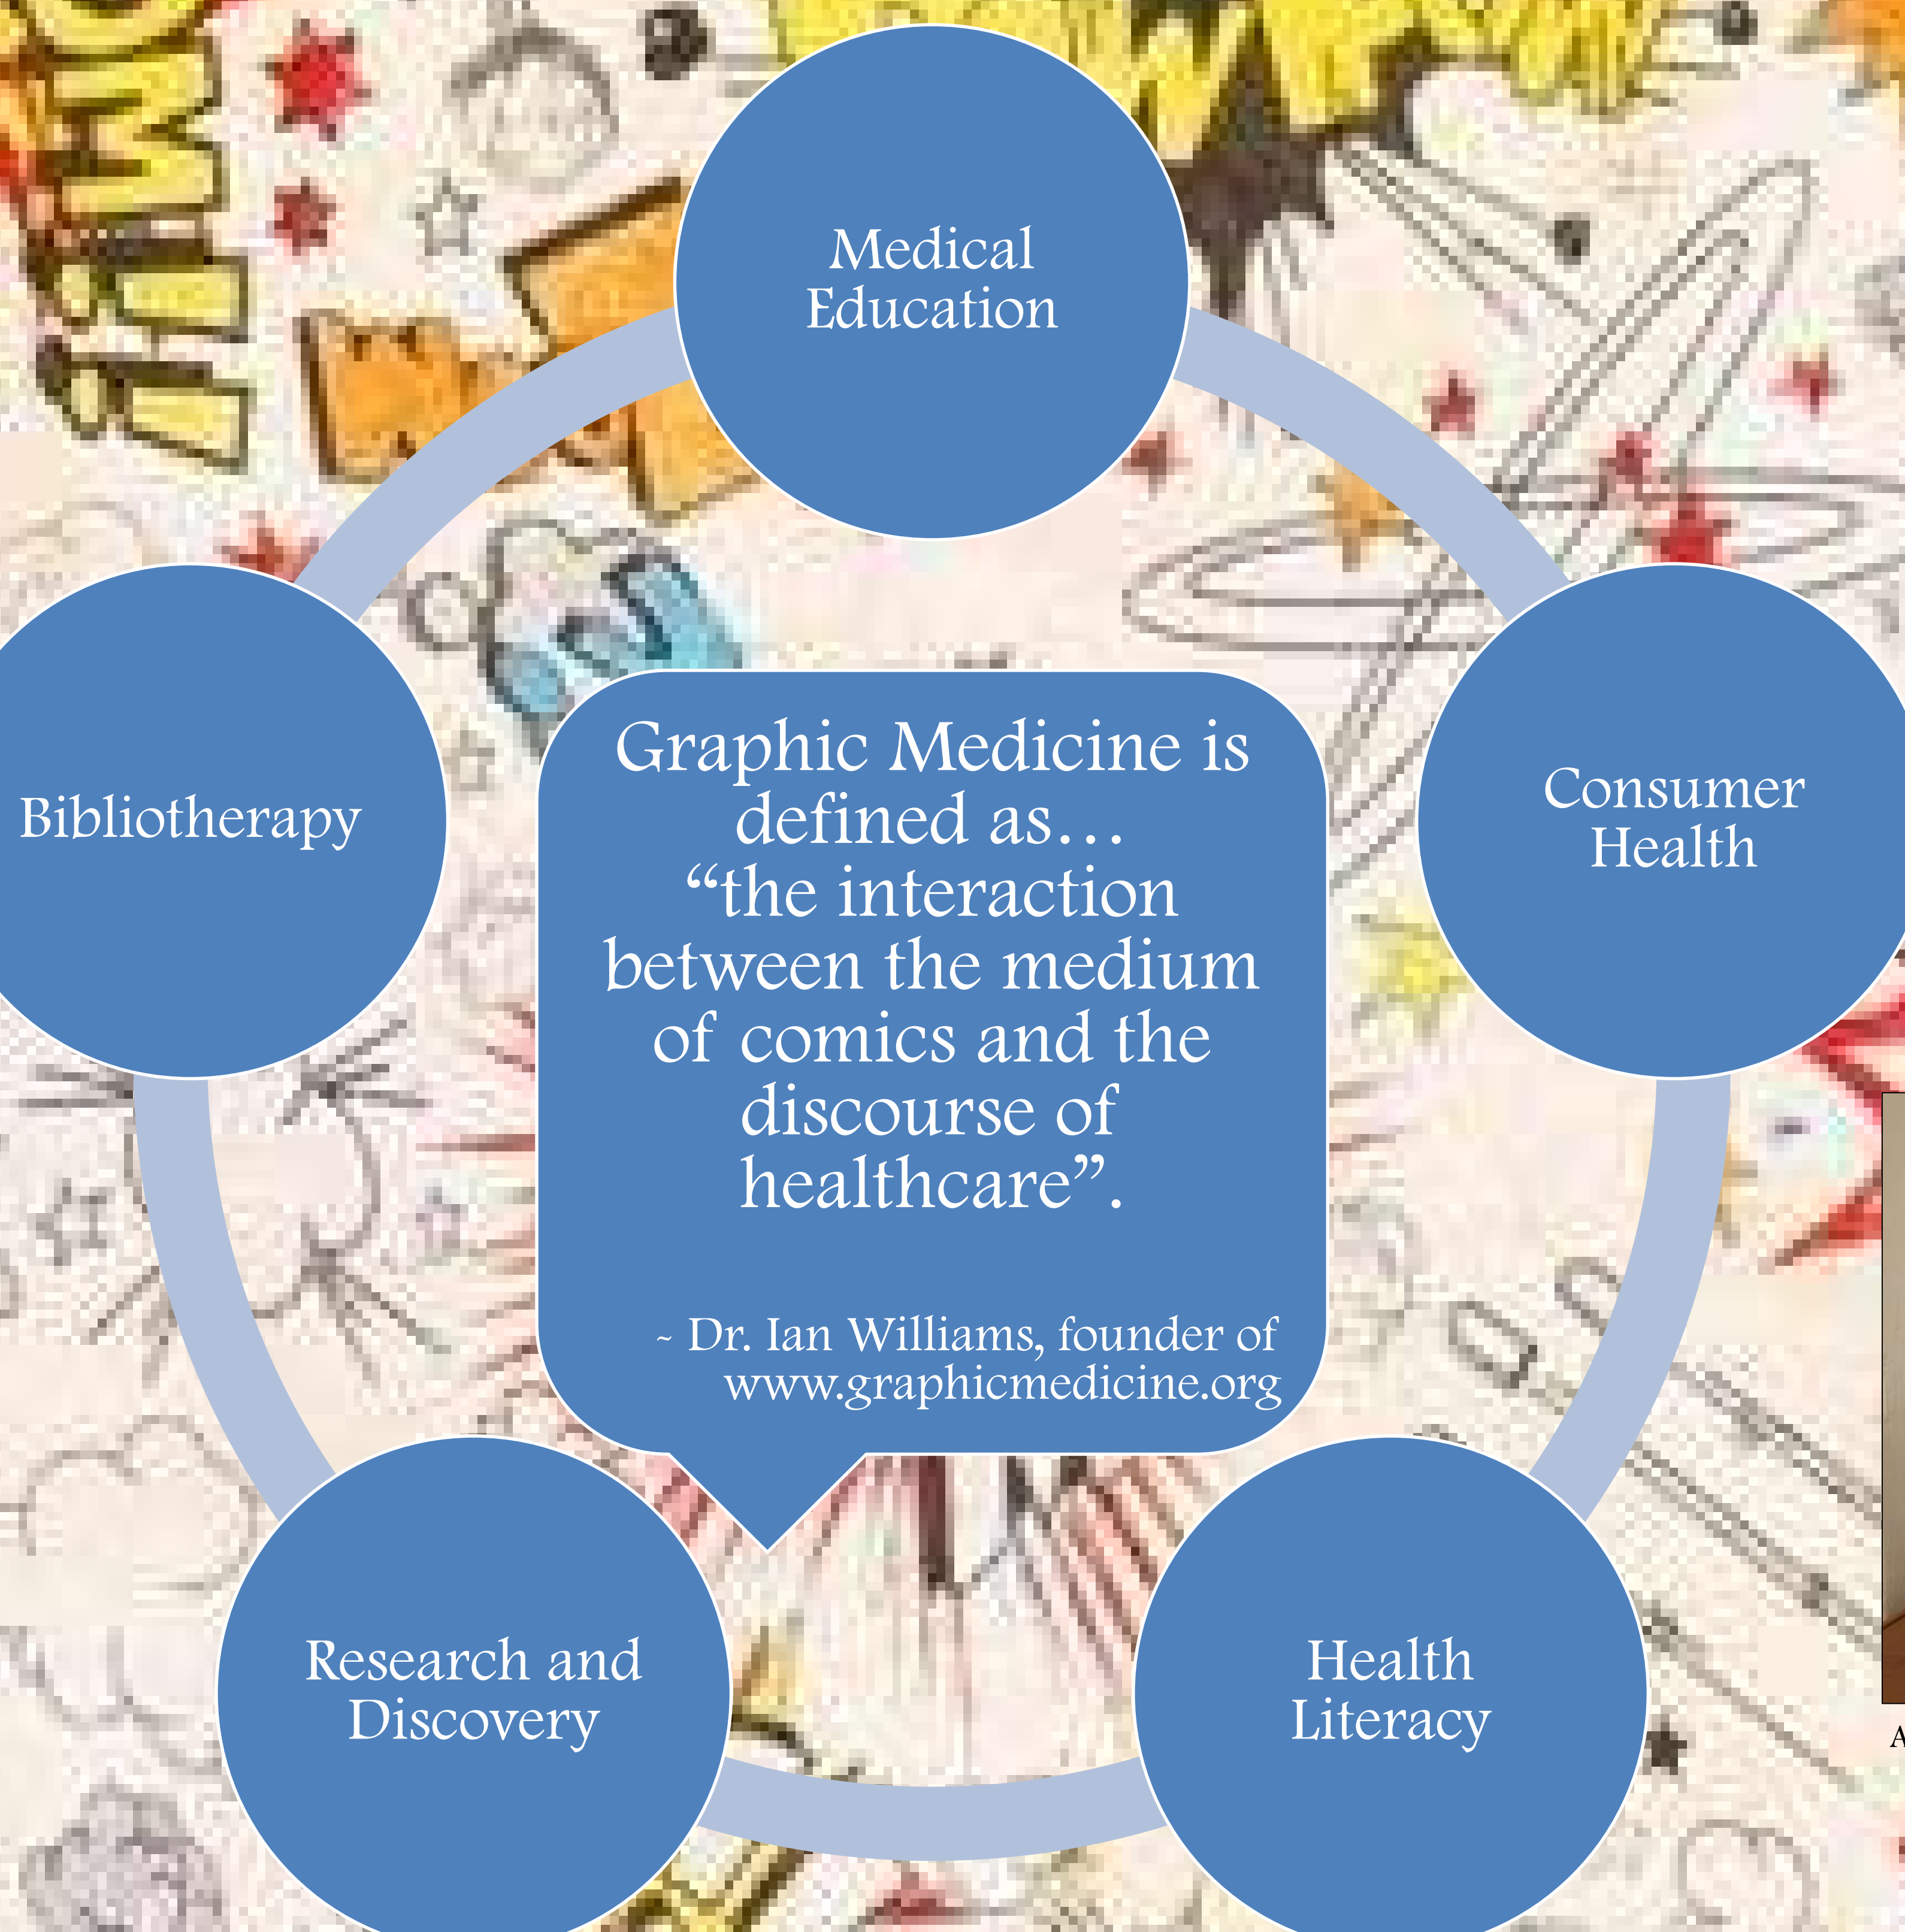 Medical
Education
Bibliotherapy
Consumer
Health
Graphic Medicine is
defined as…
“the interaction
between the medium
of comics and the
discourse of
healthcare”.
~ Dr. Ian Williams, founder of
www.graphicmedicine.org
Research and
Discovery
Health
Literacy